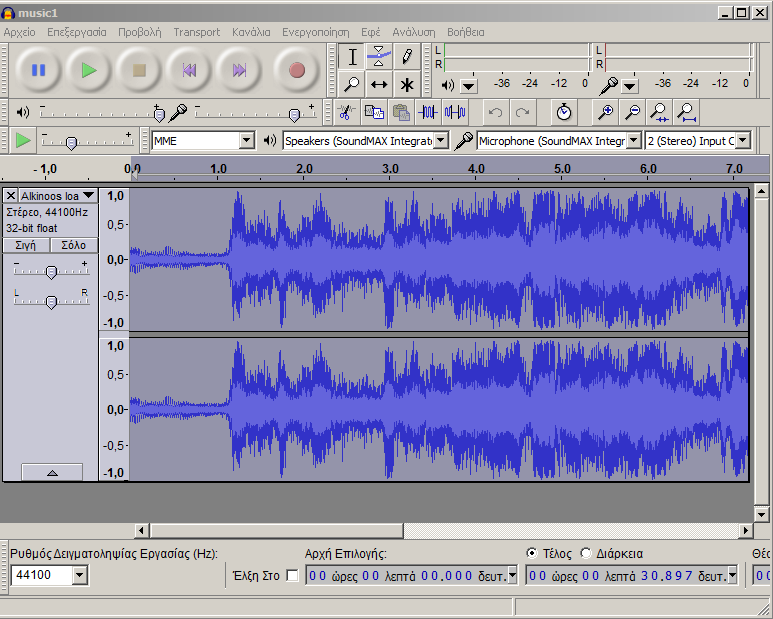 music1
Αρχείο Επεξεργασία Προβολή Transport Κανάλια Ενεργοποίηση Εφέ Ανάλυση Βοήθεια
L
R
-36 -24 -12 0
L
R
-36 -24 -12 0
MME Speakers (SoundMAX Integrat Microphone (SoundMAX Integr 2 (Stereo) Input C
- 1,0 0,0 1.0 2.0 3.0 4.0 5.0 6.0 7.0
Alkinoos Ioa
Στέρεο, 44100Hz
32-bit float
Σιγή Σόλο
- +
L R
1,0
0,5-
0,0-
-0,5-
-1,0
1,0
0,5-
0,0-
-0,5-
-1,0
Ρυθμός Δειγματοληψίας Εργασίας (Hz):
44100
Έλξη Στο
Αρχή Επιλογής:
00 ώρες 00 λεπτά 00.000 δευτ.
Τέλος Διάρκεια
00 ώρες 00 λεπτά 30.897 δευτ.
Θέσ